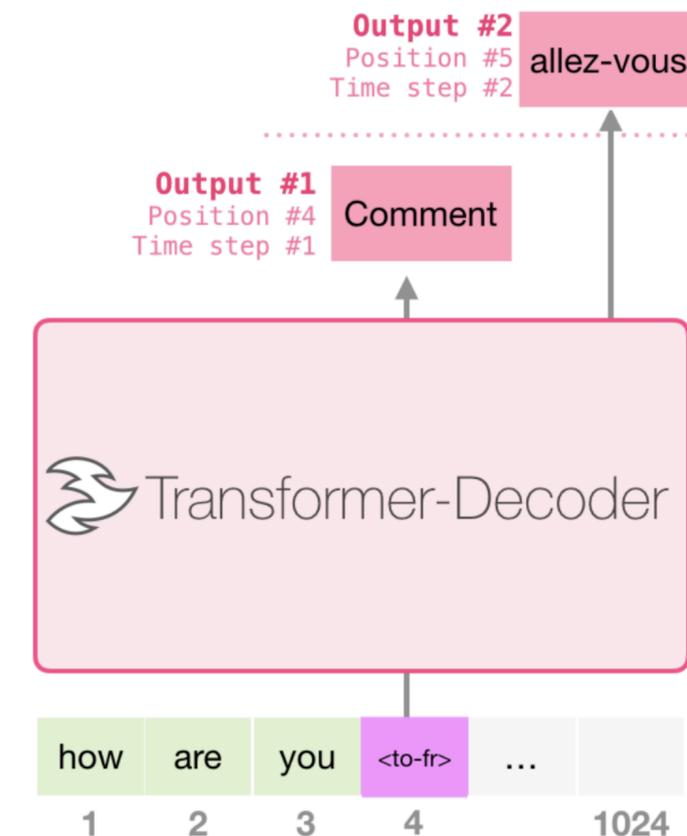 Output #2
Position #5
Time step #2
allez-vous
Output #1
Position #4
Time step #1
Comment
Transformer-Decoder
how are you <to-fr> ...
1 2 3 4 1024